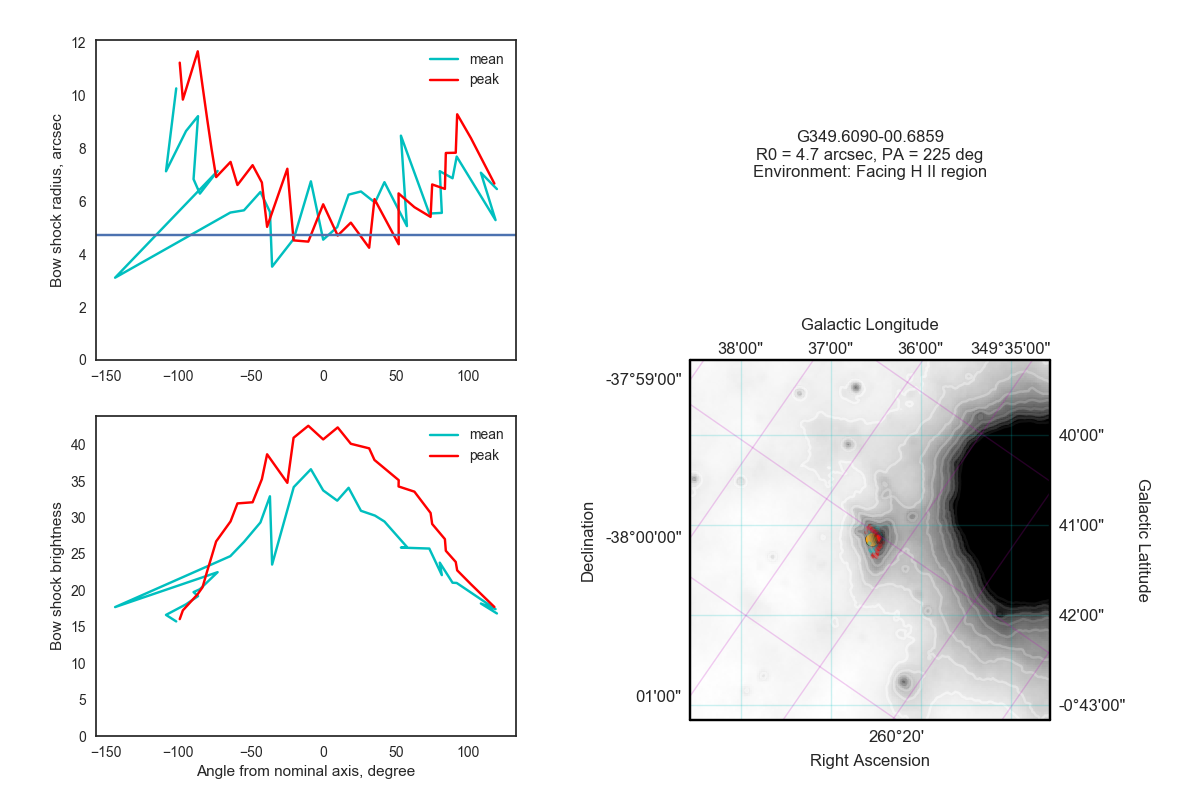 12
10
8
6
4
2
0
Bow shock radius, arcsec
mean
peak
−150
−100
−50
0
50
100
40
35
30
25
20
15
10
5
0
Bow shock brightness
mean
peak
−150
−100
−50
0
50
100
Angle from nominal axis, degree
G349.6090-00.6859
R0 = 4.7 arcsec, PA = 225 deg
Environment: Facing H II region
Galactic Longitude
38'00" 37'00" 36'00" 349°35'00"
-37°59'00"
-38°00'00"
01'00"
Declination
40'00"
41'00"
42'00"
-0°43'00"
Galactic Latitude
260°20'
Right Ascension